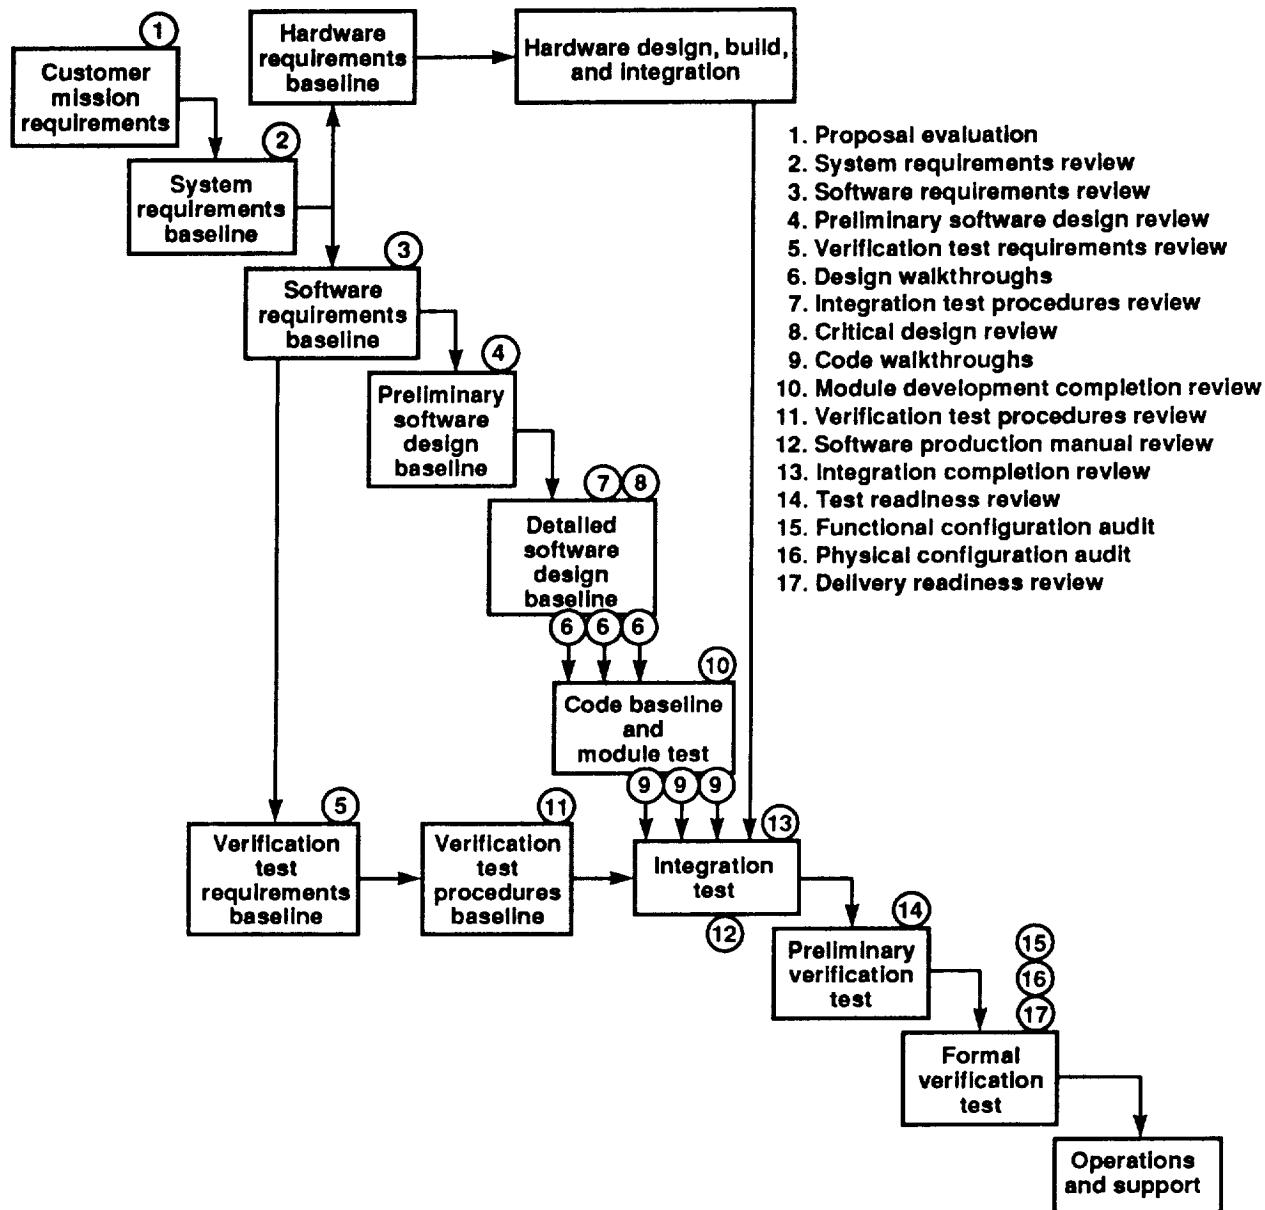 1
Customer
mission
requirements
Hardware
requirements
baseline
Hardware design, build,
and integration
2
System
requirements
baseline
3
Software
requirements
baseline
4
Preliminary
software
design
baseline
7 8
Detailed
software
design
baseline
6 6 6
10
Code baseline
and
module test
9 9 9
5
Verification
test
requirements
baseline
11
Verification
test
procedures
baseline
13
Integration
test
12
14
Preliminary
verification
test
15
16
17
Formal
verification
test
Operations
and support
1. Proposal evaluation
2. System requirements review
3. Software requirements review
4. Preliminary software design review
5. Verification test requirements review
6. Design walkthroughs
7. Integration test procedures review
8. Critical design review
9. Code walkthroughs
10. Module development completion review
11. Verification test procedures review
12. Software production manual review
13. Integration completion review
14. Test readiness review
15. Functional configuration audit
16. Physical configuration audit
17. Delivery readiness review